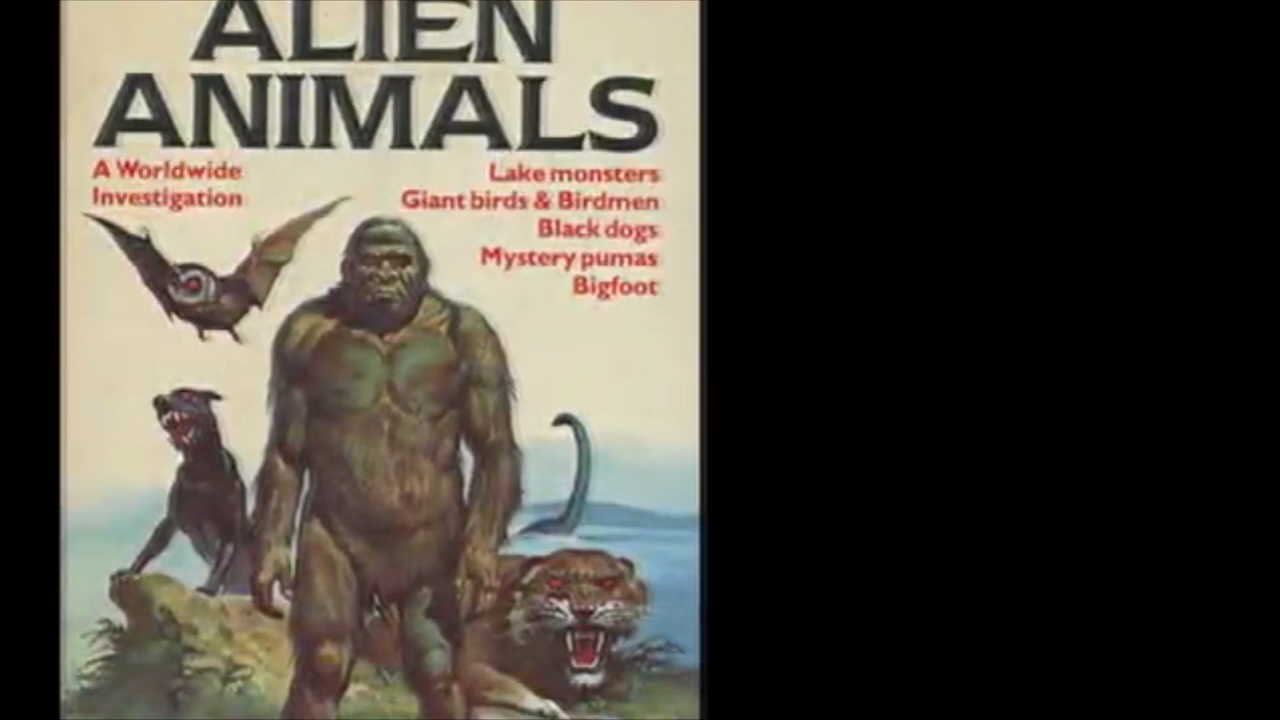 ALIEN
ANIMALS
A Worldwide
Investigation
Lake monsters
Giant birds & Birdmen
Black dogs
Mystery pumas
Bigfoot